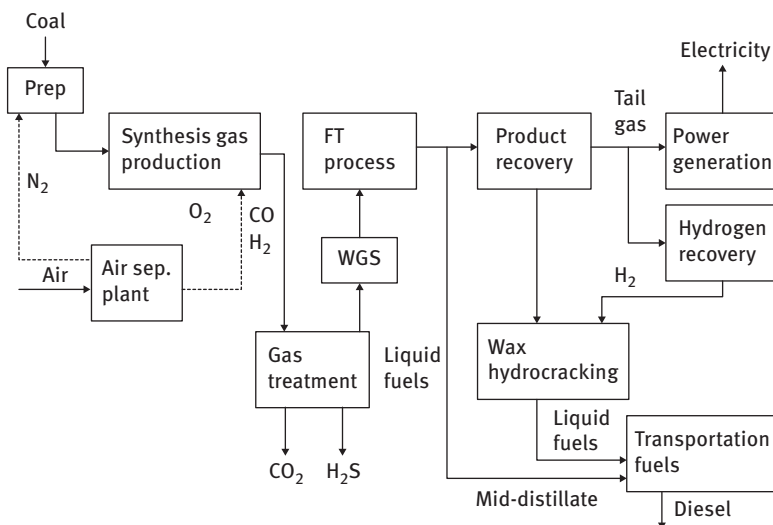 Coal
Prep
N2
Air
Air sep.
plant
Synthesis gas
production
O2
CO
H2
Gas
treatment
CO2
H2S
WGS
FT
process
Liquid
fuels
Product
recovery
Tail
gas
Electricity
Power
generation
Hydrogen
recovery
H2
Wax
hydrocracking
Liquid
fuels
Mid-distillate
Transportation
fuels
Diesel